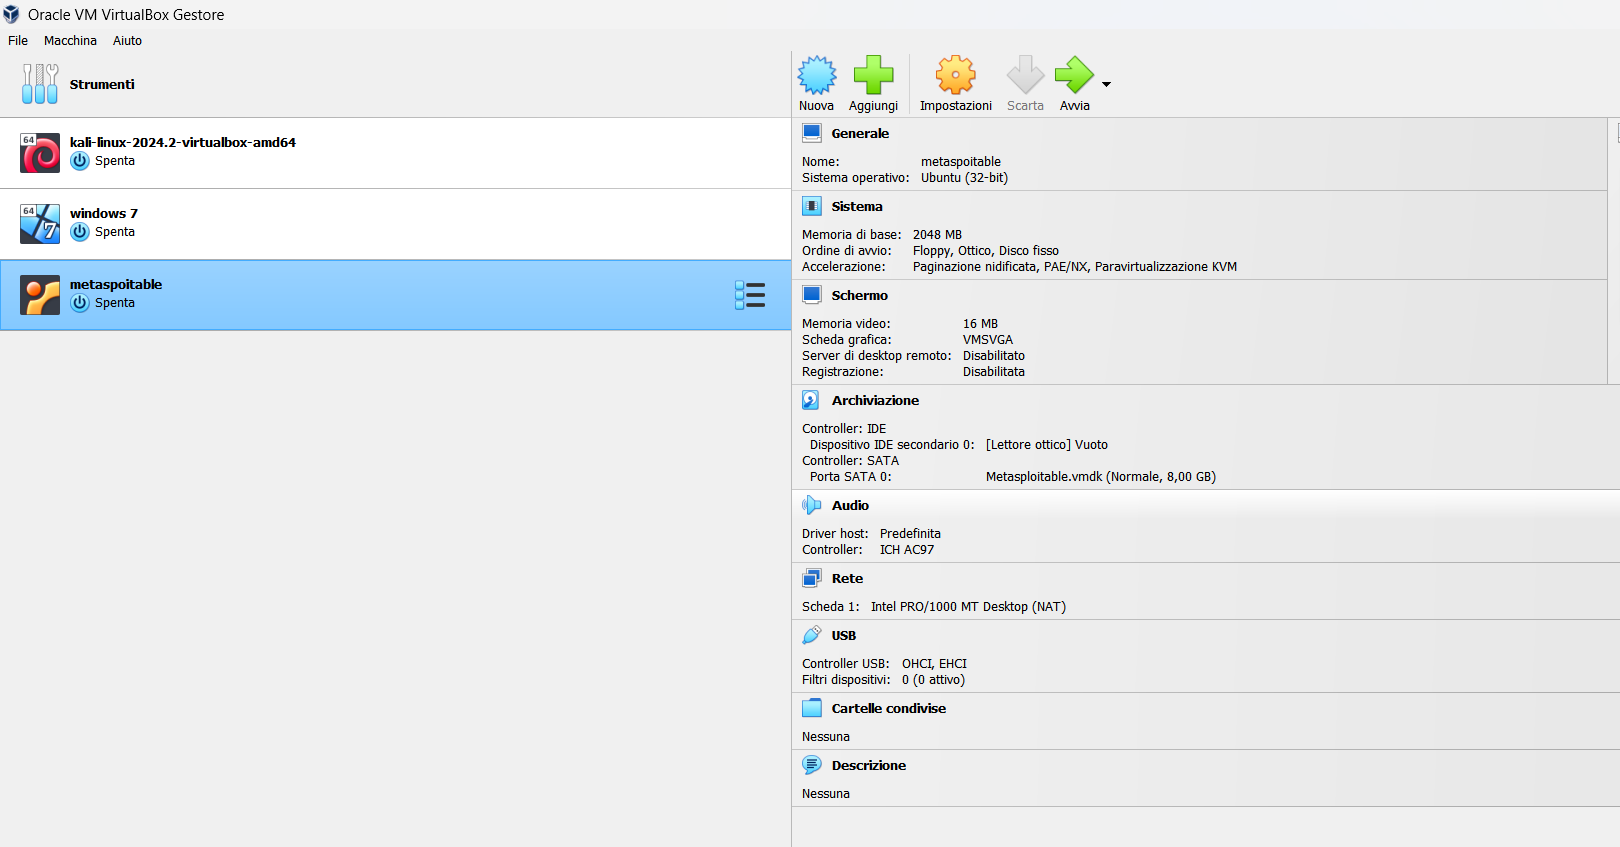 Oracle VM VirtualBox Gestore
File Macchina Aiuto
Strumenti
64
kali-linux-2024.2-virtualbox-amd64
Spenta
64
7
windows 7
Spenta
metaspoitable
Spenta
Nuova Aggiungi Impostazioni Scarta Avvia
Generale
Nome: metaspoitable
Sistema operativo: Ubuntu (32-bit)
Sistema
Memoria di base: 2048 MB
Ordine di avvio: Floppy, Ottico, Disco fisso
Accelerazione: Paginazione nidificata, PAE/NX, Paravirtualizzazione KVM
Schermo
Memoria video: 16 MB
Scheda grafica: VMSVGA
Server di desktop remoto: Disabilitato
Registrazione: Disabilitata
Archiviazione
Controller: IDE
Dispositivo IDE secondario 0: [Lettore ottico] Vuoto
Controller: SATA
Porta SATA 0: Metasploitable.vmdk (Normale, 8,00 GB)
Audio
Driver host: Predefinita
Controller: ICH AC97
Rete
Scheda 1: Intel PRO/1000 MT Desktop (NAT)
USB
Controller USB: OHCI, EHCI
Filtri dispositivi: 0 (0 attivo)
Cartelle condivise
Nessuna
Descrizione
Nessuna